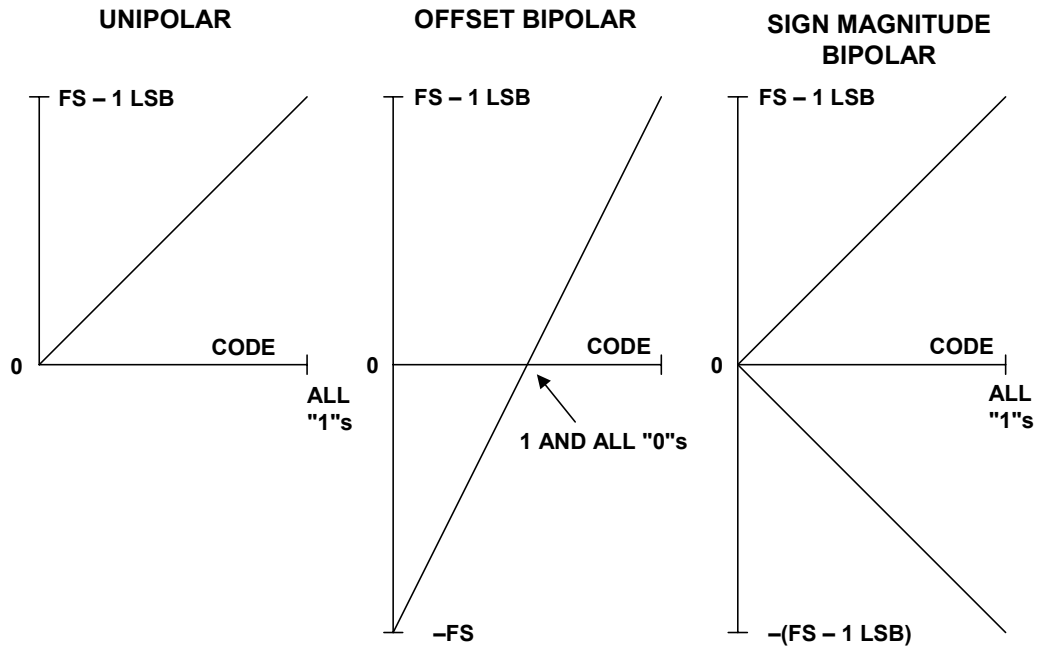 UNIPOLAR
FS – 1 LSB
0
CODE
ALL
"1"s
OFFSET BIPOLAR
FS – 1 LSB
0
CODE
1 AND ALL "0"s
–FS
SIGN MAGNITUDE
BIPOLAR
FS – 1 LSB
0
CODE
ALL
"1"s
–(FS – 1 LSB)